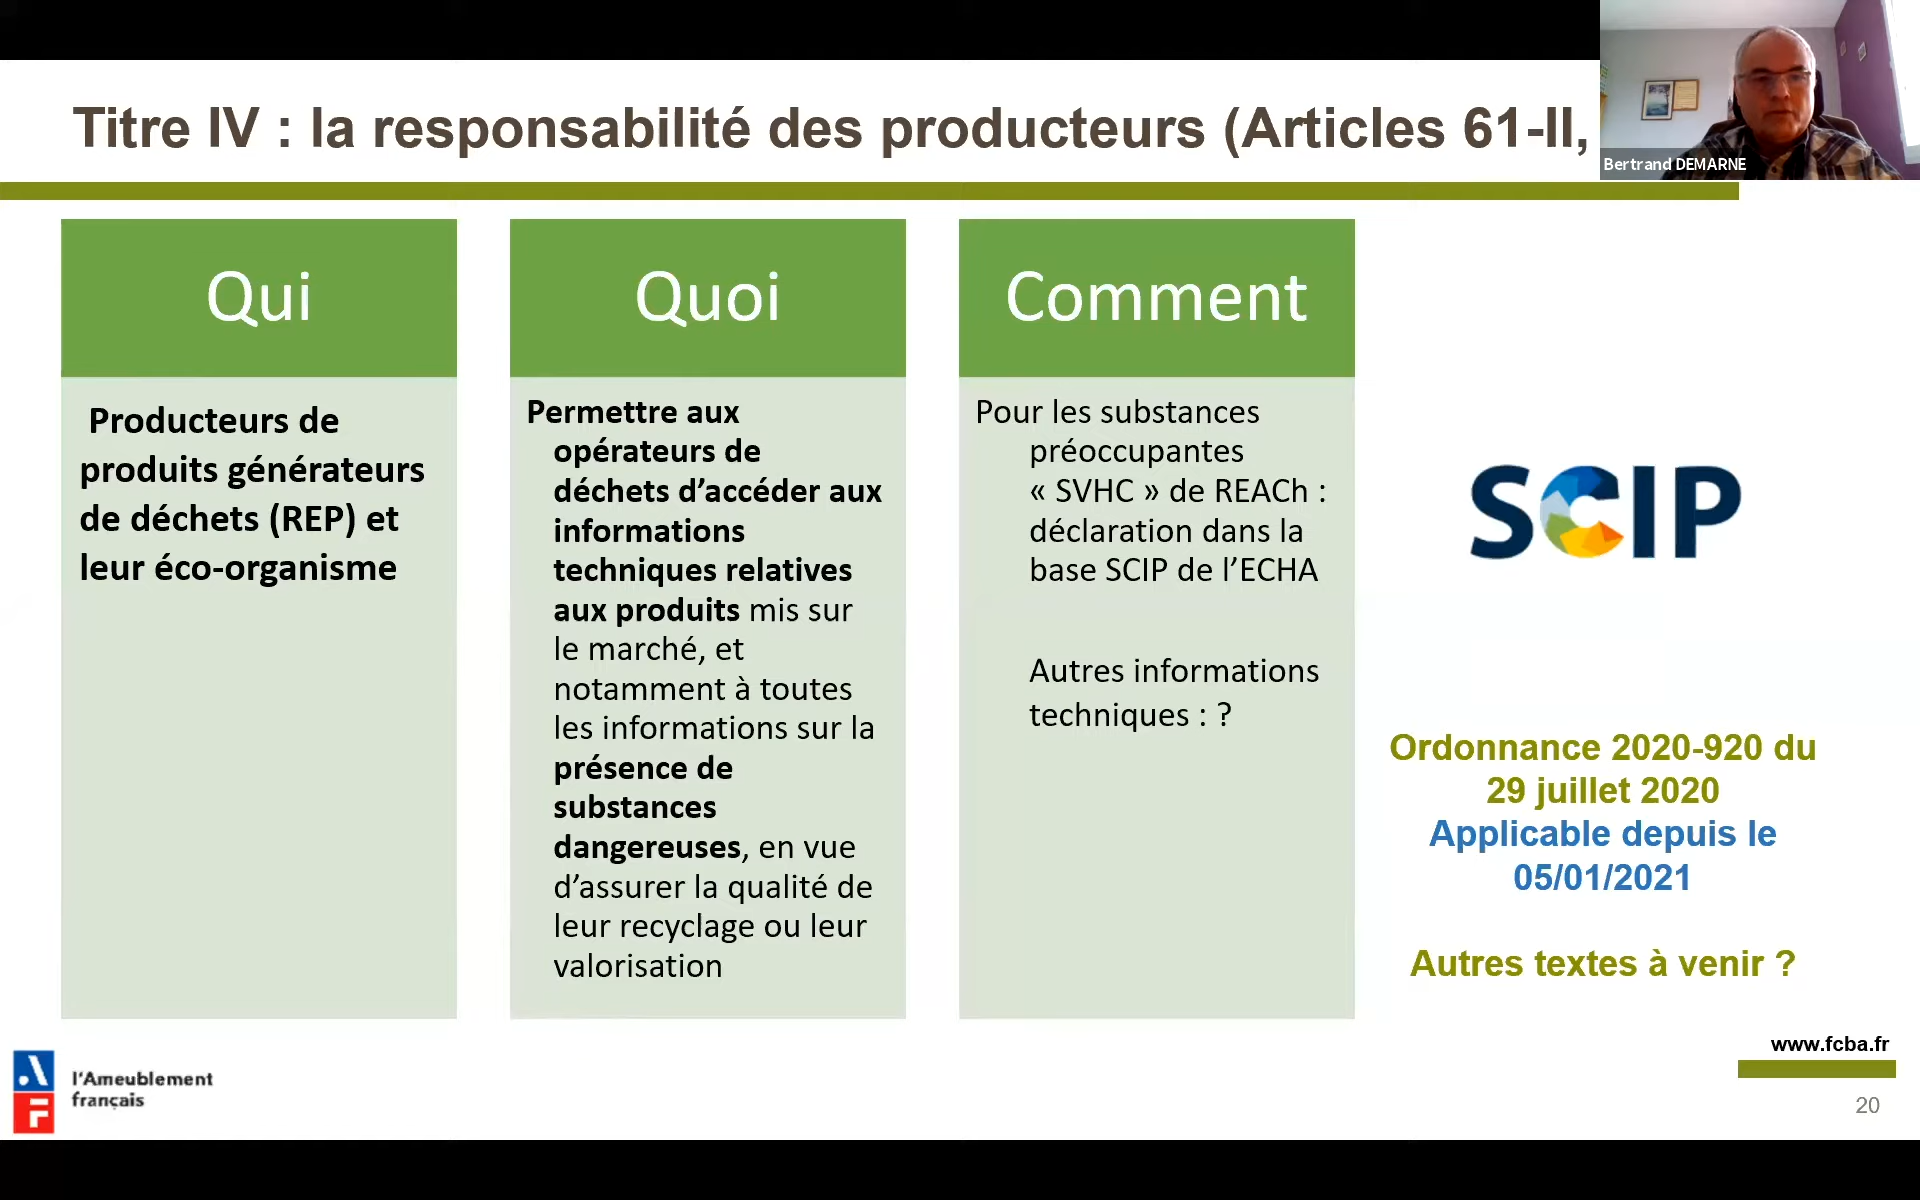 Titre IV : la responsabilité des producteurs (Articles 61-II,
Bertrand DEMARNE
Qui
Producteurs de
produits générateurs
de déchets (REP) et
leur éco-organisme
Quoi
Permettre aux
opérateurs de
déchets d’accéder aux
informations
techniques relatives
aux produits mis sur
le marché, et
notamment à toutes
les informations sur la
présence de
substances
dangereuses, en vue
d’assurer la qualité de
leur recyclage ou leur
valorisation
Comment
Pour les substances
préoccupantes
« SVHC » de REACh :
déclaration dans la
base SCIP de l’ECHA
Autres informations
techniques : ?
SCIP
Ordonnance 2020-920 du
29 juillet 2020
Applicable depuis le
05/01/2021
Autres textes à venir ?
www.fcba.fr
AF
l’Ameublement
français
20